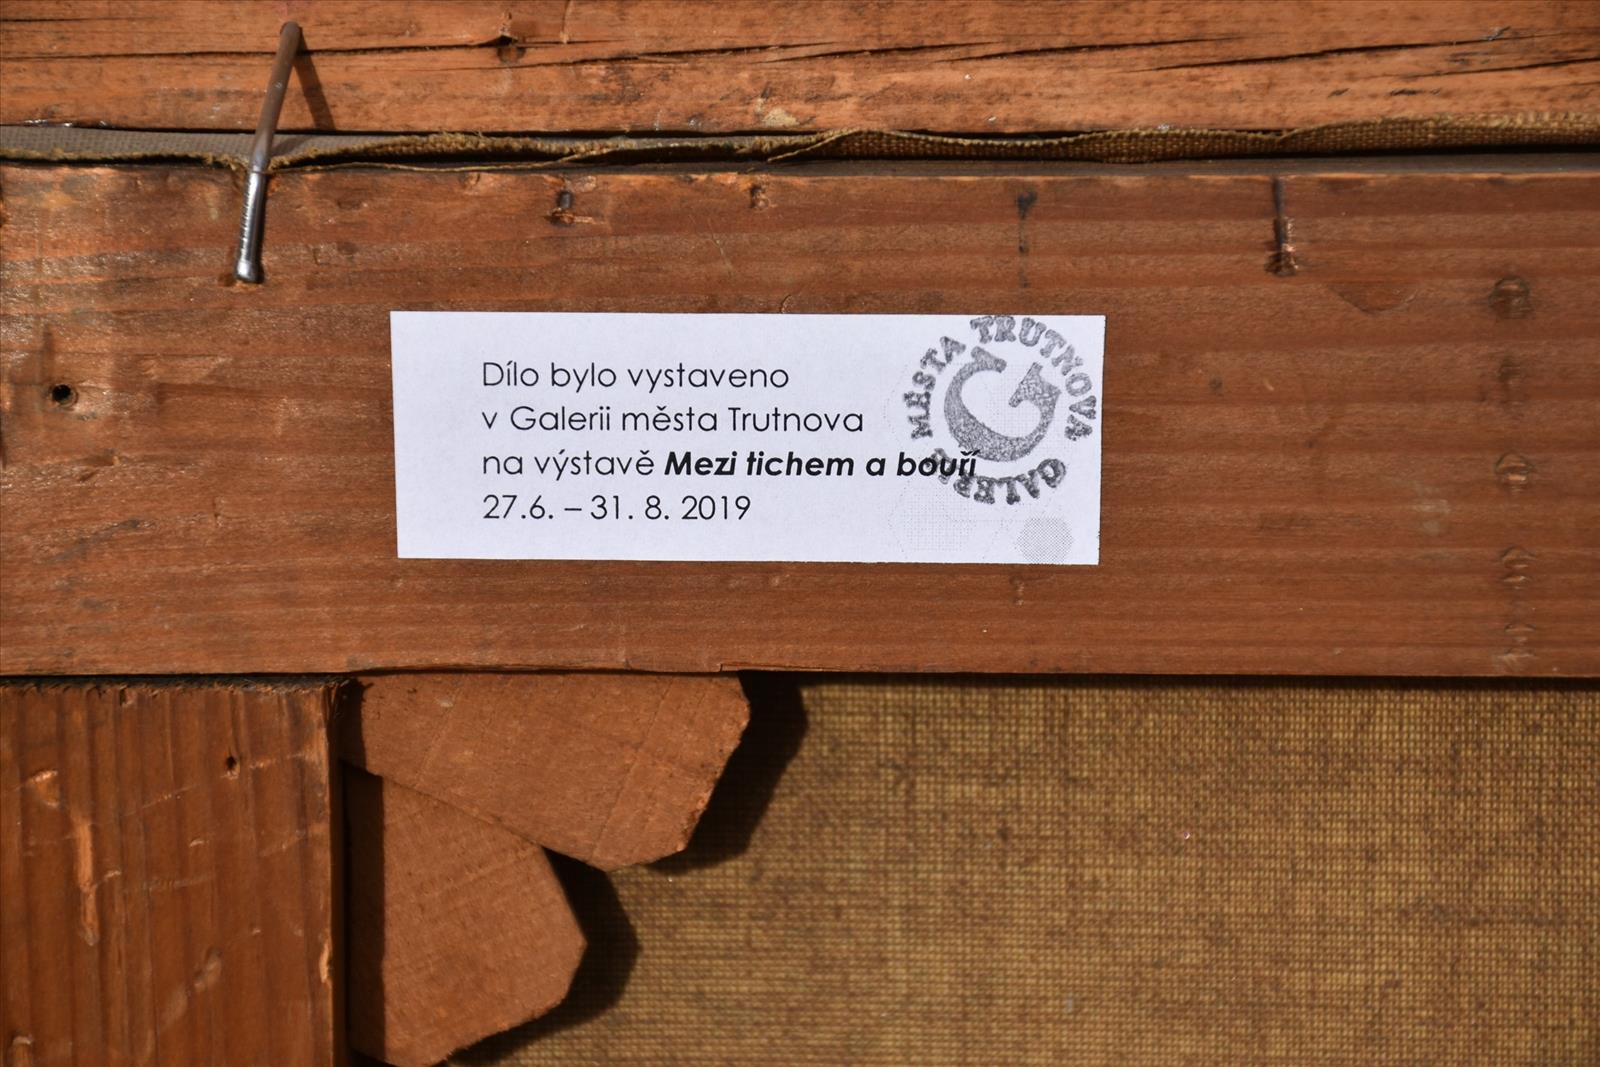 Dílo bylo vystaveno
v Galerii města Trutnova
na výstavě Mezi tichem a bouří
27.6. – 31. 8. 2019
GALERIE MĚSTA TRUTNOVA
G